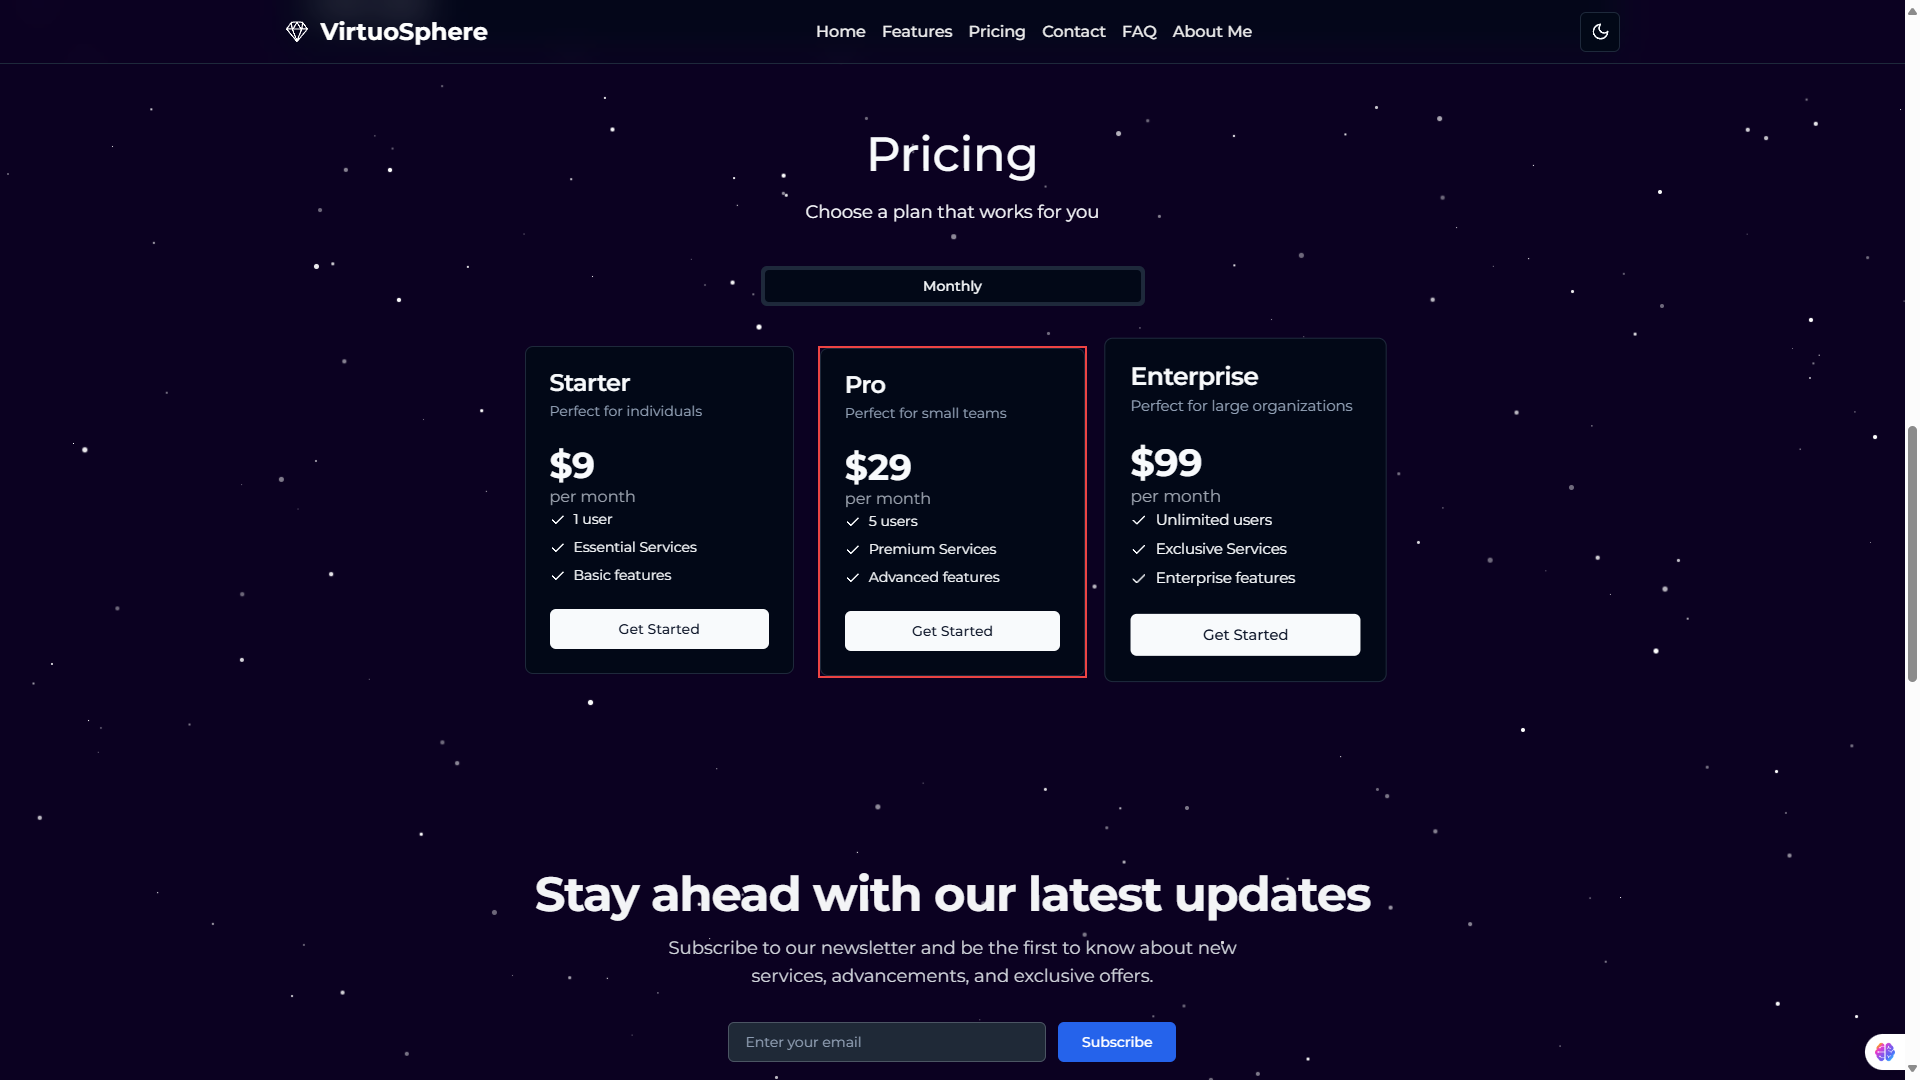 VirtuoSphere
Home Features Pricing Contact FAQ About Me
Pricing
Choose a plan that works for you
Monthly
Starter
Perfect for individuals
$9
per month
1 user
Essential Services
Basic features
Get Started
Pro
Perfect for small teams
$29
per month
5 users
Premium Services
Advanced features
Get Started
Enterprise
Perfect for large organizations
$99
per month
Unlimited users
Exclusive Services
Enterprise features
Get Started
Stay ahead with our latest updates
Subscribe to our newsletter and be the first to know about new
services, advancements, and exclusive offers.
Enter your email
Subscribe